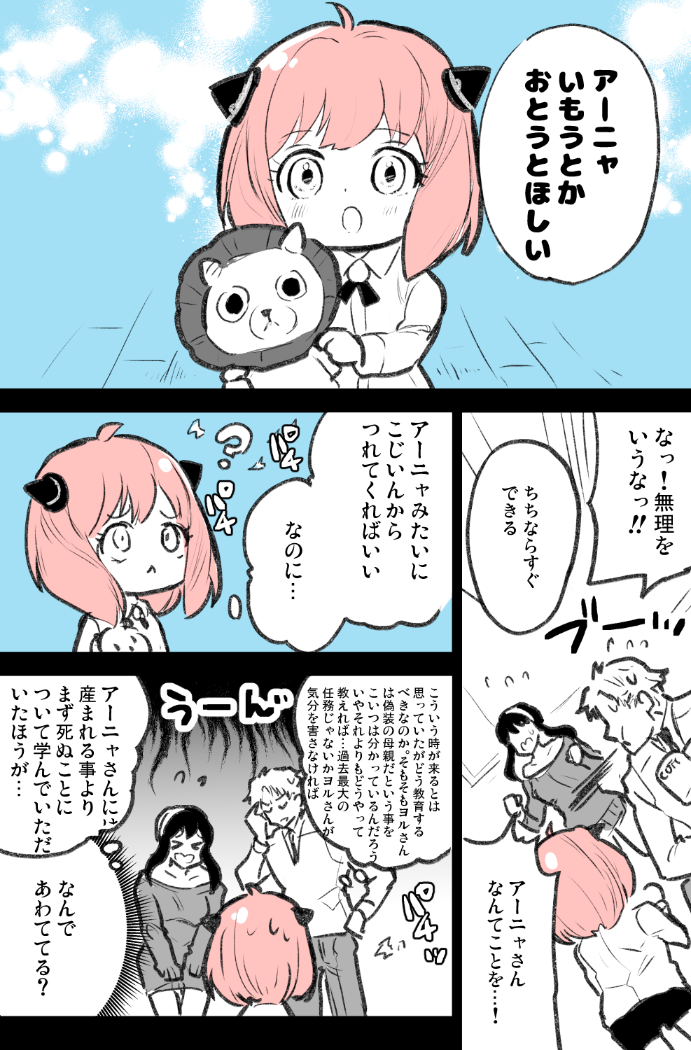 アーニャ
いもうとか
おとうとほしい
なっ！無理を
いうなっ!!
ちちならすぐ
できる
ブーーッ
アーニャさん
なんてことを…！
アーニャみたいに
こじいんから
つれてくればいい
なのに…
パチ
パチ
?
こういう時が来るとは
思っていたがどう教育する
べきなのか。そもそもヨルさん
は偽装の母親だという事を
こいつは分かっているんだろう
いやそれよりもどうやって
教えれば…過去最大の
任務じゃないかヨルさんが
気分を害さなければ
うーーん
アーニャさんには
産まれる事より
まず死ぬことに
ついて学んでいただ
いたほうが…
パチッ
なんで
あわててる？